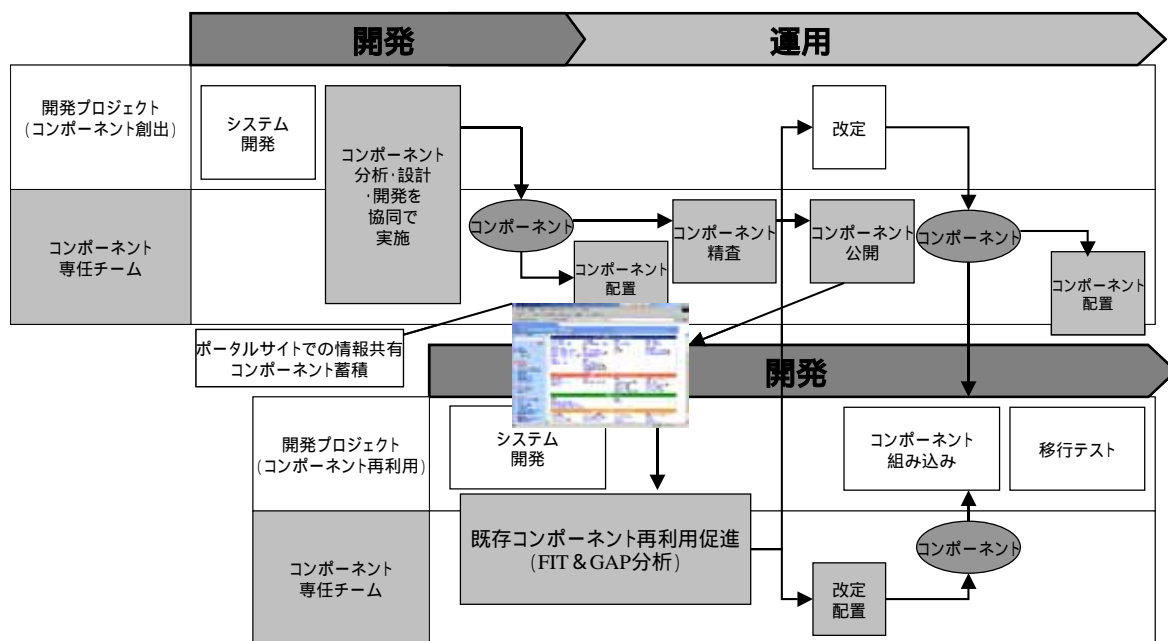 開発
運用
開発プロジェクト
(コンポーネント創出)
システム
開発
コンポーネント
分析・設計
・開発を
協同で
実施
改定
コンポーネント
専任チーム
コンポーネント
コンポーネント
配置
コンポーネント
精査
コンポーネント
公開
コンポーネント
コンポーネント
配置
ポータルサイトでの情報共有
コンポーネント蓄積
開発
開発プロジェクト
(コンポーネント再利用)
システム
開発
コンポーネント
組み込み
移行テスト
コンポーネント
専任チーム
既存コンポーネント再利用促進
(FIT＆GAP分析)
コンポーネント
改定
配置